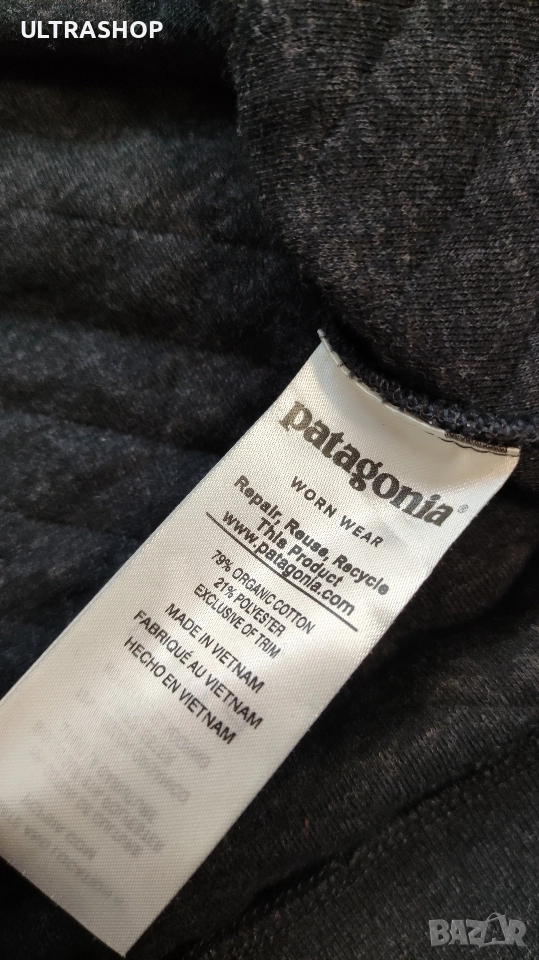 ULTRASHOP
patagonia®
WORN WEAR
Repair, Reuse, Recycle
This Product
www.patagonia.com
79% ORGANIC COTTON
21% POLYESTER
EXCLUSIVE OF TRIM
MADE IN VIETNAM
FABRIQUÉ AU VIETNAM
HECHO EN VIETNAM
BAZAR